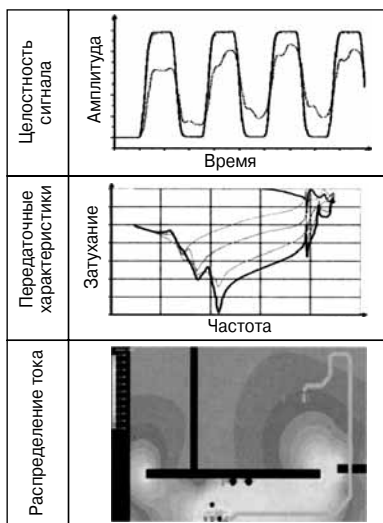 Целостность
сигнала
Амплитуда
Время
Передаточные
характеристики
Затухание
Частота
Распределение тока